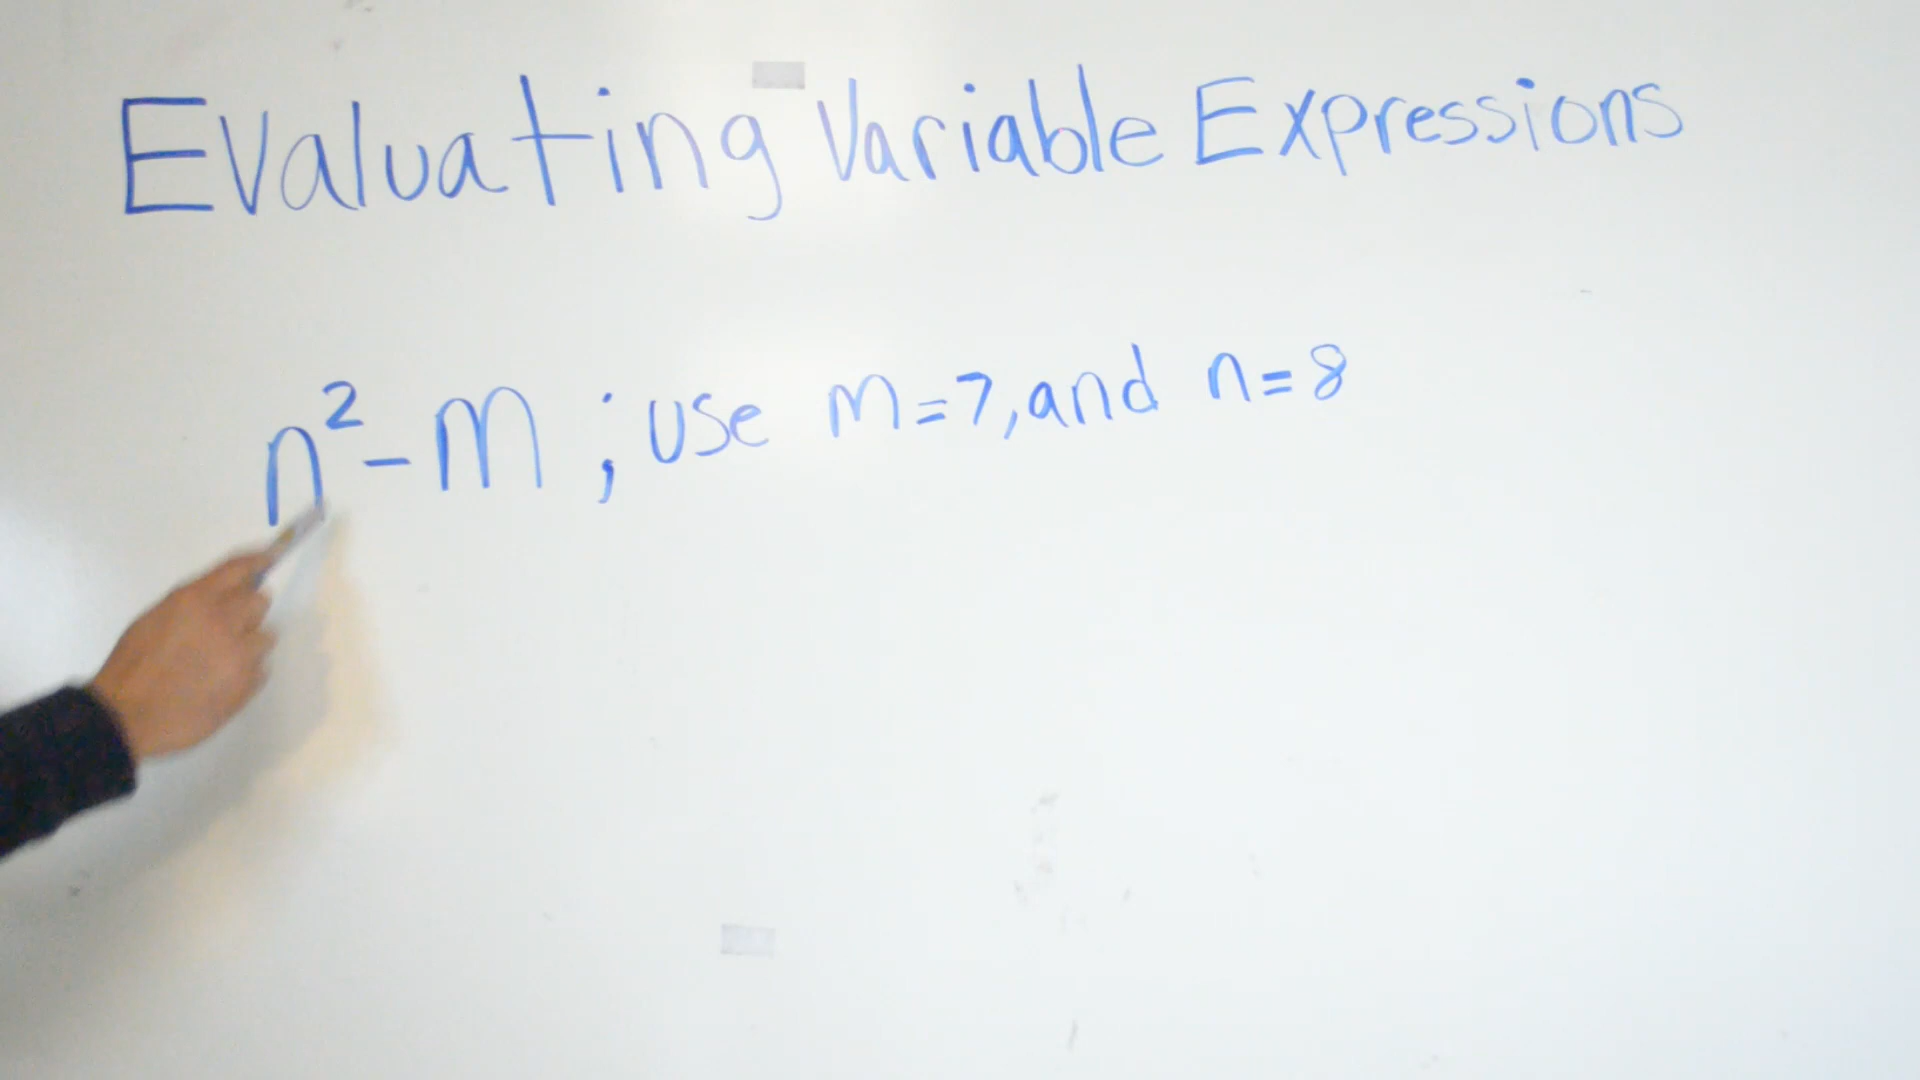 Evaluating Variable Expressions
n² - m ; use m = 7, and n = 8